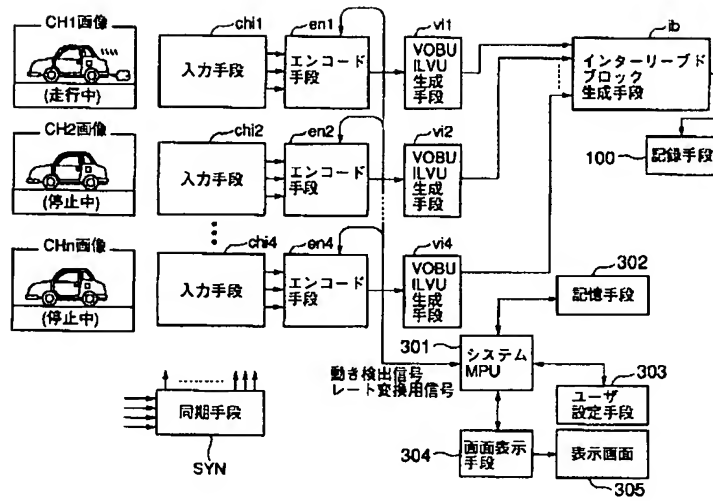 CH1画像
(走行中)
chi1
入力手段
en1
エンコード
手段
vi1
VOBU
ILVU
生成
手段
ib
インターリーブド
ブロック
生成手段
100
記録手段
CH2画像
(停止中)
chi2
入力手段
en2
エンコード
手段
vi2
VOBU
ILVU
生成
手段
CHn画像
(停止中)
chi4
入力手段
en4
エンコード
手段
vi4
VOBU
ILVU
生成
手段
302
記憶手段
301
システム
MPU
動き検出信号
レート変換用信号
303
ユーザ
設定手段
同期手段
SYN
304
画面表示
手段
表示画面
305